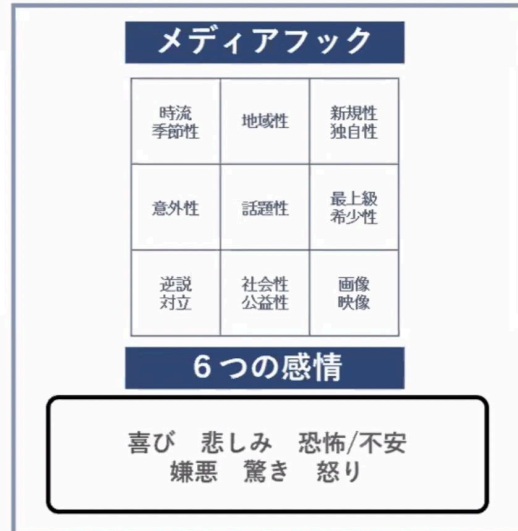 メディアフック
時流
季節性
地域性
新規性
独自性
意外性
話題性
最上級
希少性
逆説
対立
社会性
公益性
画像
映像
6つの感情
喜び 悲しみ 恐怖/不安
嫌悪 驚き 怒り